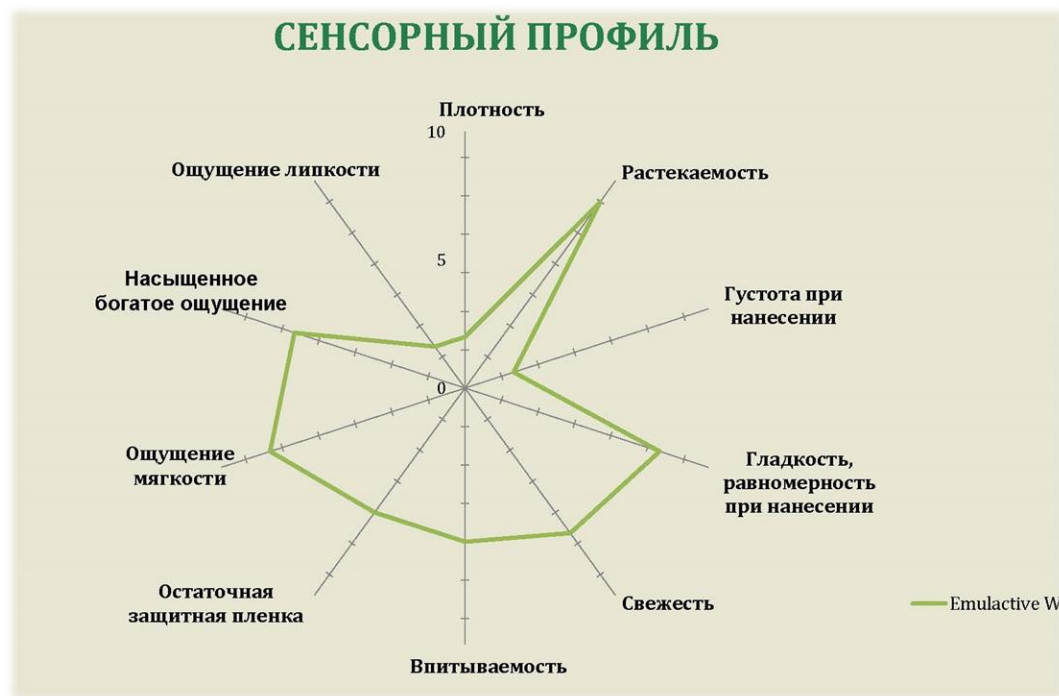 СЕНСОРНЫЙ ПРОФИЛЬ
Плотность
10
Ощущение липкости
Растекаемость
5
Насыщенное
богатое ощущение
Густота при
нанесении
0
Ощущение
мягкости
Гладкость,
равномерность
при нанесении
Остаточная
защитная пленка
Свежесть
Emulactive W
Впитываемость